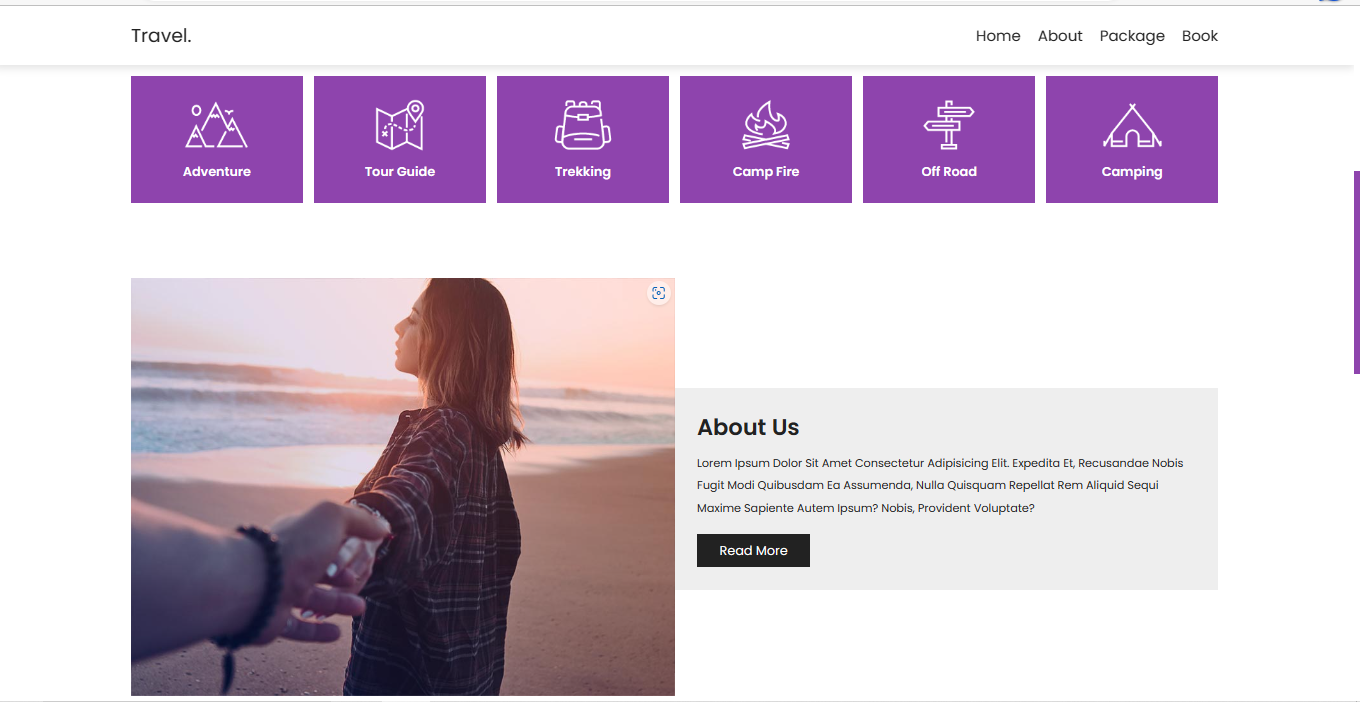 Travel.
Home About Package Book
Adventure Tour Guide Trekking Camp Fire Off Road Camping
About Us
Lorem Ipsum Dolor Sit Amet Consectetur Adipisicing Elit. Expedita Et, Recusandae Nobis
Fugit Modi Quibusdam Ea Assumenda, Nulla Quisquam Repellat Rem Aliquid Sequi
Maxime Sapiente Autem Ipsum? Nobis, Provident Voluptate?
Read More